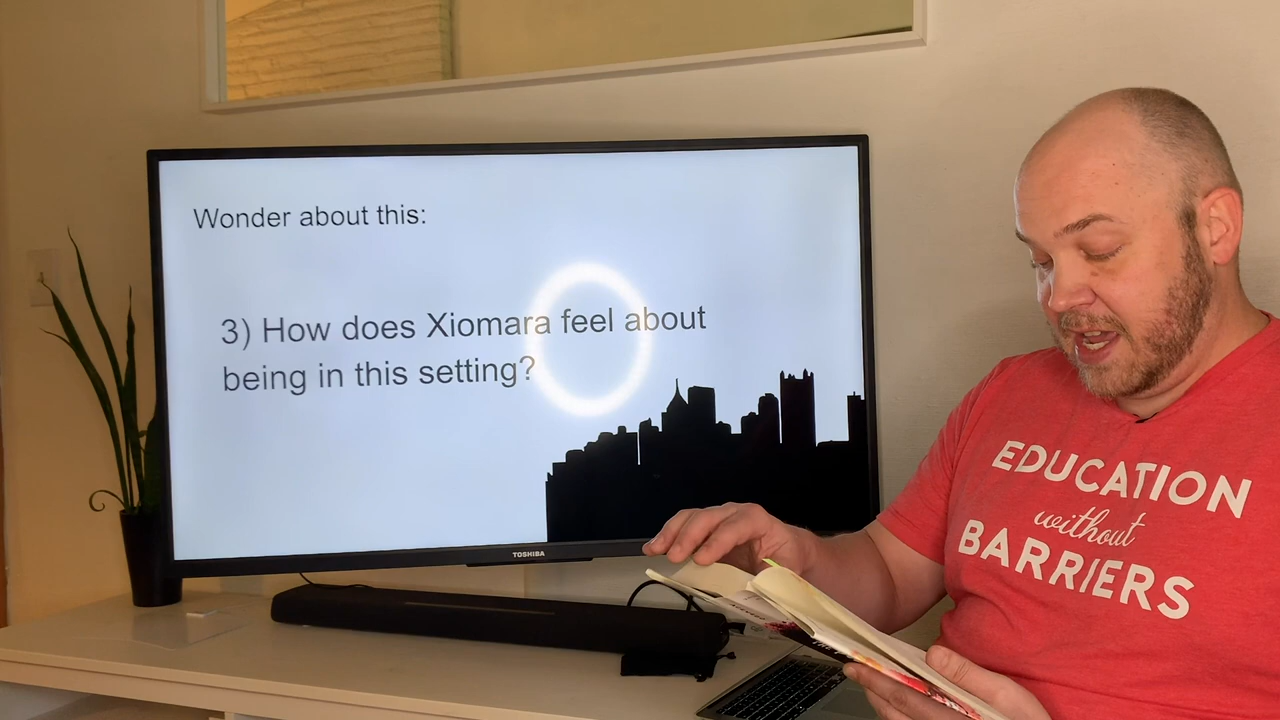 Wonder about this:
3) How does Xiomara feel about
being in this setting?
TOSHIBA
EDUCATION
without
BARRIERS